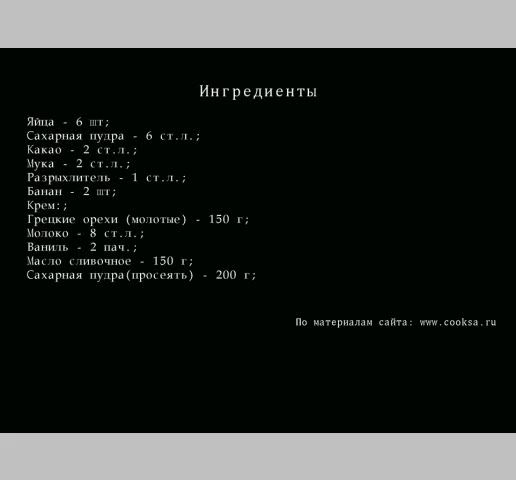 Ингредиенты
Яйца - 6 шт;
Сахарная пудра - 6 ст.л.;
Какао - 2 ст.л.;
Мука - 2 ст.л.;
Разрыхлитель - 1 ст.л.;
Банан - 2 шт;
Крем:;
Грецкие орехи (молотые) - 150 г;
Молоко - 8 ст.л.;
Ваниль - 2 пач.;
Масло сливочное - 150 г;
Сахарная пудра(просеять) - 200 г;
По материалам сайта: www.cooksa.ru